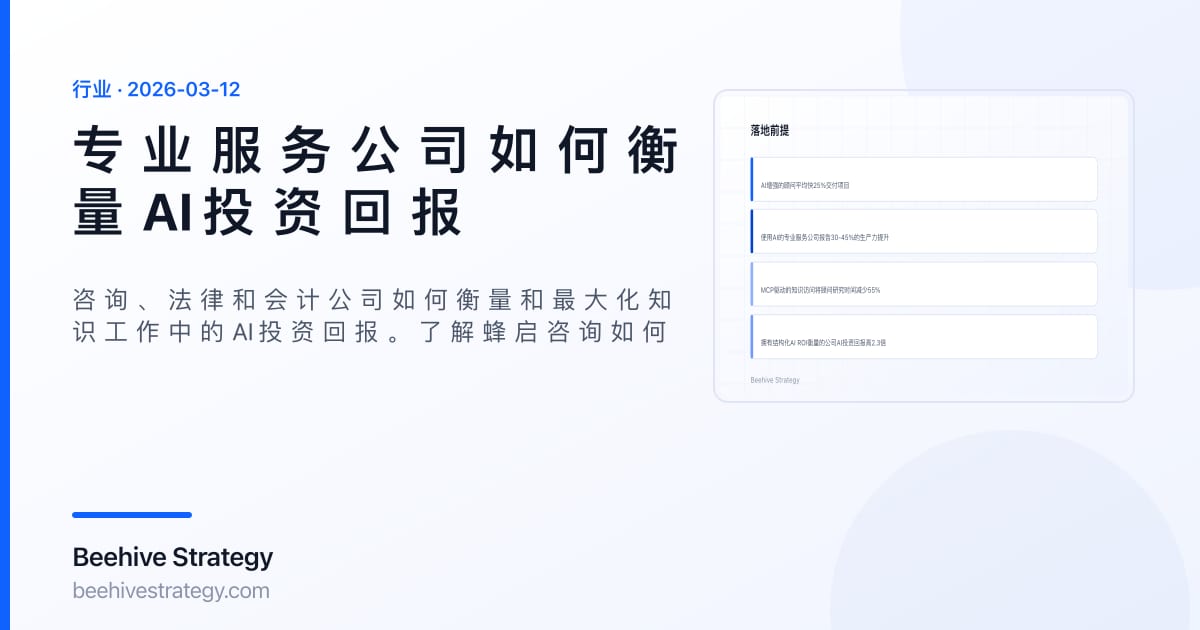 行业 · 2026-03-12
专业服务公司如何衡
量 AI投资回报
咨询、法律和会计公司如何衡量和最大化知
识工作中的 AI投资回报。了解蜂启咨询如何
落地前提
AI增强的顾问平均快25%交付项目
使用AI的专业服务公司报告30-45%的生产力提升
MCP驱动的知识访问将顾问研究时间减少55%
拥有结构化AI ROI衡量的公司AI投资回报高2.3倍
Beehive Strategy
Beehive Strategy
beehivestrategy.com